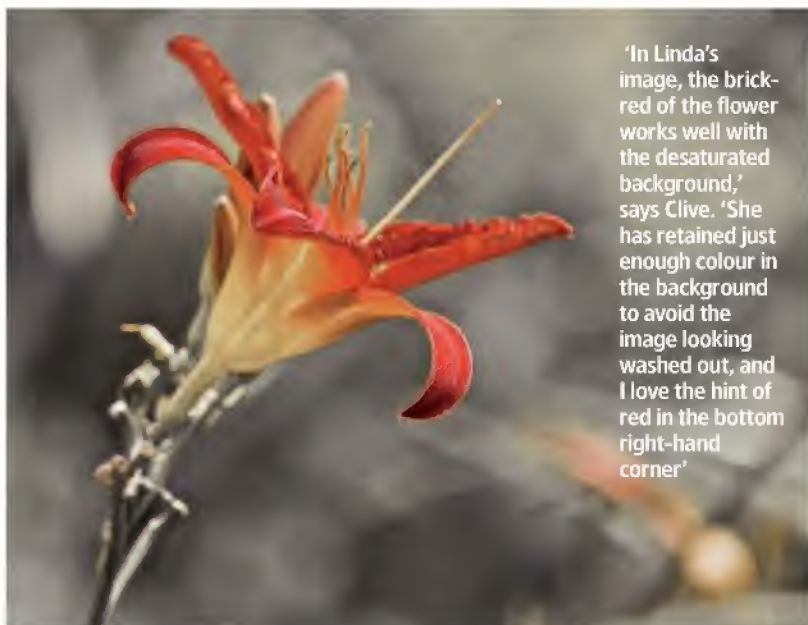 ‘In Linda’s
image, the brick-
red of the flower
works well with
the desaturated
background,’
says Clive. ‘She
has retained just
enough colour in
the background
to avoid the
image looking
washed out, and
I love the hint of
red in the bottom
right-hand
corner’